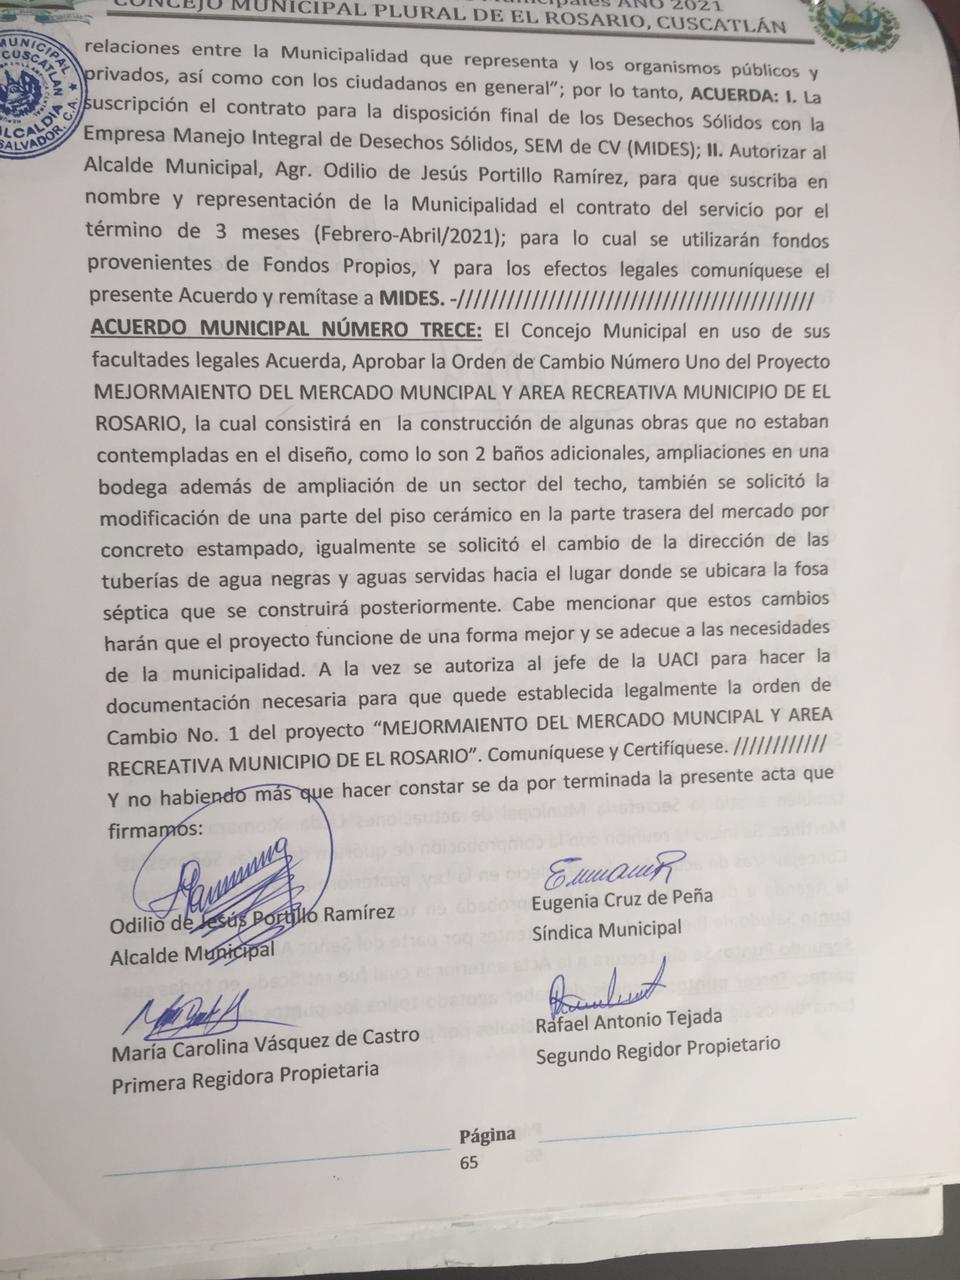 Municipales AÑO 2021
CONCEJO MUNICIPAL PLURAL DE EL ROSARIO, CUSCATLÁN
MUNICIPAL
CUSCATLAN
ALCALDIA
SALVADOR, C.A.
relaciones entre la Municipalidad que representa y los organismos públicos y
privados, así como con los ciudadanos en general”; por lo tanto, ACUERDA: I. La
suscripción el contrato para la disposición final de los Desechos Sólidos con la
Empresa Manejo Integral de Desechos Sólidos, SEM de CV (MIDES); II. Autorizar al
Alcalde Municipal, Agr. Odilio de Jesús Portillo Ramírez, para que suscriba en
nombre y representación de la Municipalidad el contrato del servicio por el
término de 3 meses (Febrero-Abril/2021); para lo cual se utilizarán fondos
provenientes de Fondos Propios, Y para los efectos legales comuníquese el
presente Acuerdo y remítase a MIDES. -////////////////////////////////////////////
ACUERDO MUNICIPAL NÚMERO TRECE: El Concejo Municipal en uso de sus
facultades legales Acuerda, Aprobar la Orden de Cambio Número Uno del Proyecto
MEJORMAIENTO DEL MERCADO MUNCIPAL Y AREA RECREATIVA MUNICIPIO DE EL
ROSARIO, la cual consistirá en la construcción de algunas obras que no estaban
contempladas en el diseño, como lo son 2 baños adicionales, ampliaciones en una
bodega además de ampliación de un sector del techo, también se solicitó la
modificación de una parte del piso cerámico en la parte trasera del mercado por
concreto estampado, igualmente se solicitó el cambio de la dirección de las
tuberías de agua negras y aguas servidas hacia el lugar donde se ubicara la fosa
séptica que se construirá posteriormente. Cabe mencionar que estos cambios
harán que el proyecto funcione de una forma mejor y se adecue a las necesidades
de la municipalidad. A la vez se autoriza al jefe de la UACI para hacer la
documentación necesaria para que quede establecida legalmente la orden de
Cambio No. 1 del proyecto “MEJORMAIENTO DEL MERCADO MUNCIPAL Y AREA
RECREATIVA MUNICIPIO DE EL ROSARIO”. Comuníquese y Certifíquese. ////////////
Y no habiendo más que hacer constar se da por terminada la presente acta que
firmamos:
Odilio de Jesús Portillo Ramírez
Alcalde Municipal
Eugenia Cruz de Peña
Síndica Municipal
María Carolina Vásquez de Castro
Primera Regidora Propietaria
Rafael Antonio Tejada
Segundo Regidor Propietario
Página
65